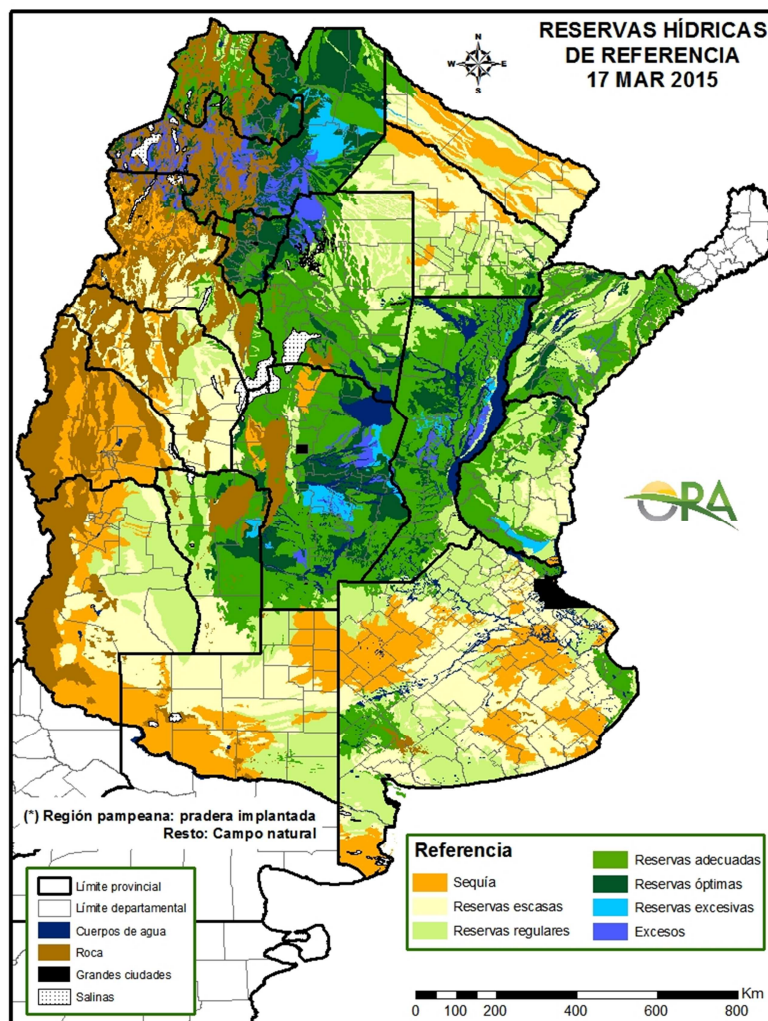 RESERVAS HÍDRICAS
DE REFERENCIA
17 MAR 2015
N
W
E
S
ORA
(*) Región pampeana: pradera implantada
Resto: Campo natural
Límite provincial
Límite departamental
Cuerpos de agua
Roca
Grandes ciudades
Salinas
Referencia
Sequía
Reservas escasas
Reservas regulares
Reservas adecuadas
Reservas óptimas
Reservas excesivas
Excesos
Km
0 100 200 400 600 800